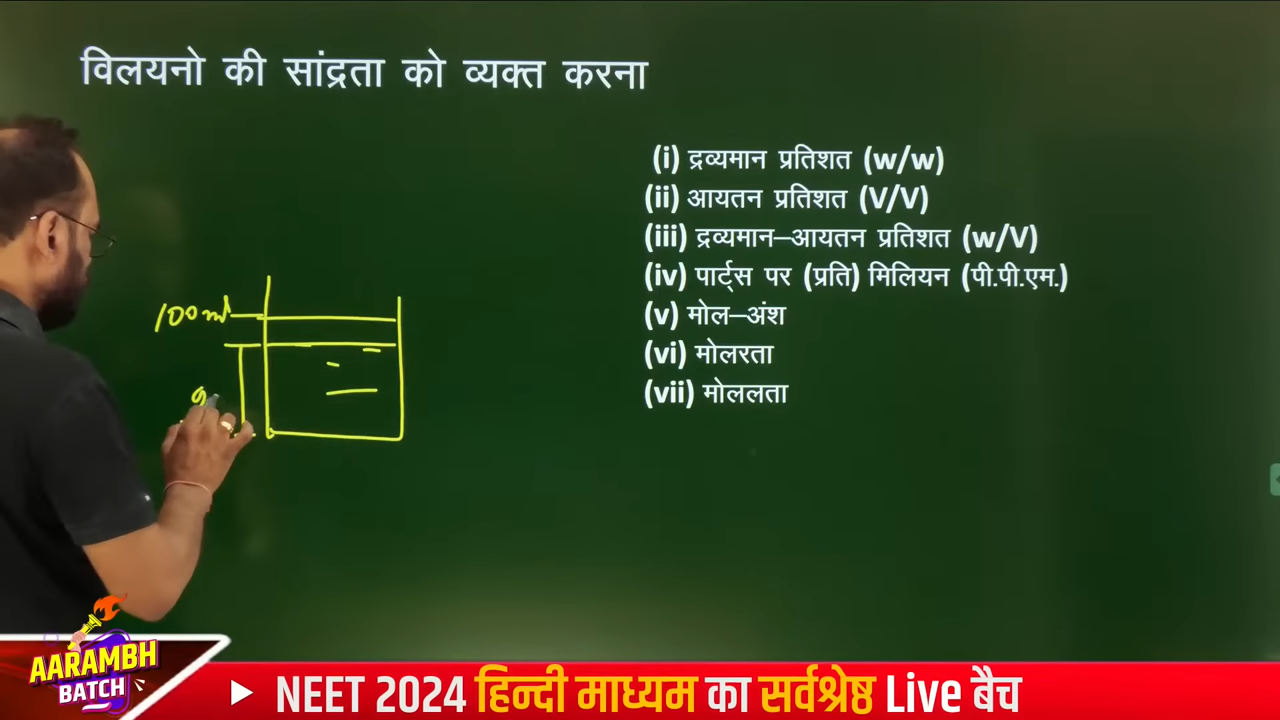 विलयनो की सांद्रता को व्यक्त करना
(i) द्रव्यमान प्रतिशत (w/w)
(ii) आयतन प्रतिशत (V/V)
(iii) द्रव्यमान–आयतन प्रतिशत (w/V)
(iv) पार्ट्स पर (प्रति) मिलियन (पी.पी.एम.)
(v) मोल–अंश
(vi) मोलरता
(vii) मोललता
100 ml
9
AARAMBH
BATCH
NEET 2024 हिन्दी माध्यम का सर्वश्रेष्ठ Live बैच